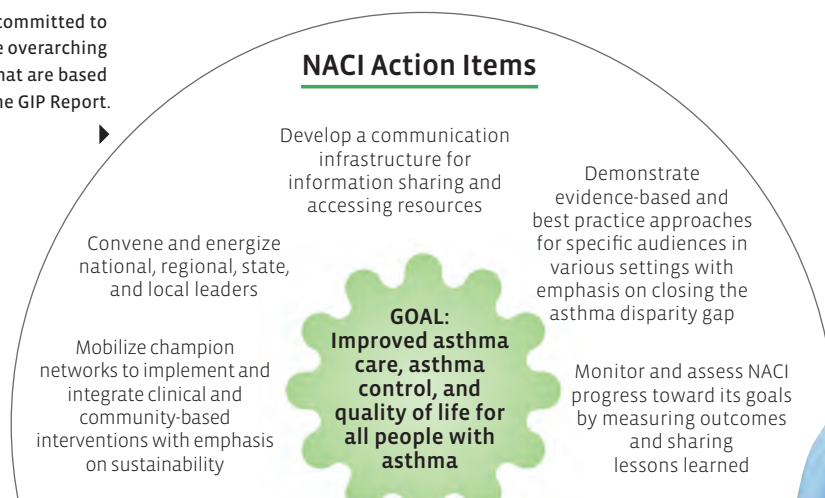 committed to
e overarching
hat are based
he GIP Report.
NACI Action Items
Develop a communication
infrastructure for
information sharing and
accessing resources
Demonstrate
evidence-based and
best practice approaches
for specific audiences in
various settings with
emphasis on closing the
asthma disparity gap
Convene and energize
national, regional, state,
and local leaders
Mobilize champion
networks to implement and
integrate clinical and
community-based
interventions with emphasis
on sustainability
GOAL:
Improved asthma
care, asthma
control, and
quality of life for
all people with
asthma
Monitor and assess NACI
progress toward its goals
by measuring outcomes
and sharing
lessons learned